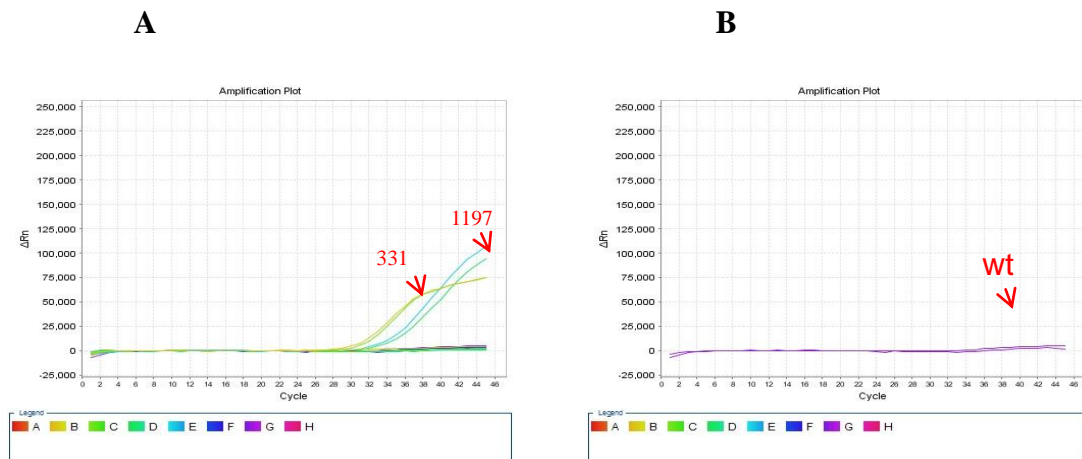 A
B
Amplification Plot
250,000
225,000
200,000
175,000
150,000
125,000
100,000
75,000
50,000
25,000
0
-25,000
ΔRn
1197
331
0 2 4 6 8 10 12 14 16 18 20 22 24 26 28 30 32 34 36 38 40 42 44 46
Cycle
Legend
A B C D E F G H
Amplification Plot
250,000
225,000
200,000
175,000
150,000
125,000
100,000
75,000
50,000
25,000
0
-25,000
ΔRn
wt
0 2 4 6 8 10 12 14 16 18 20 22 24 26 28 30 32 34 36 38 40 42 44 46
Cycle
Legend
A B C D E F G H